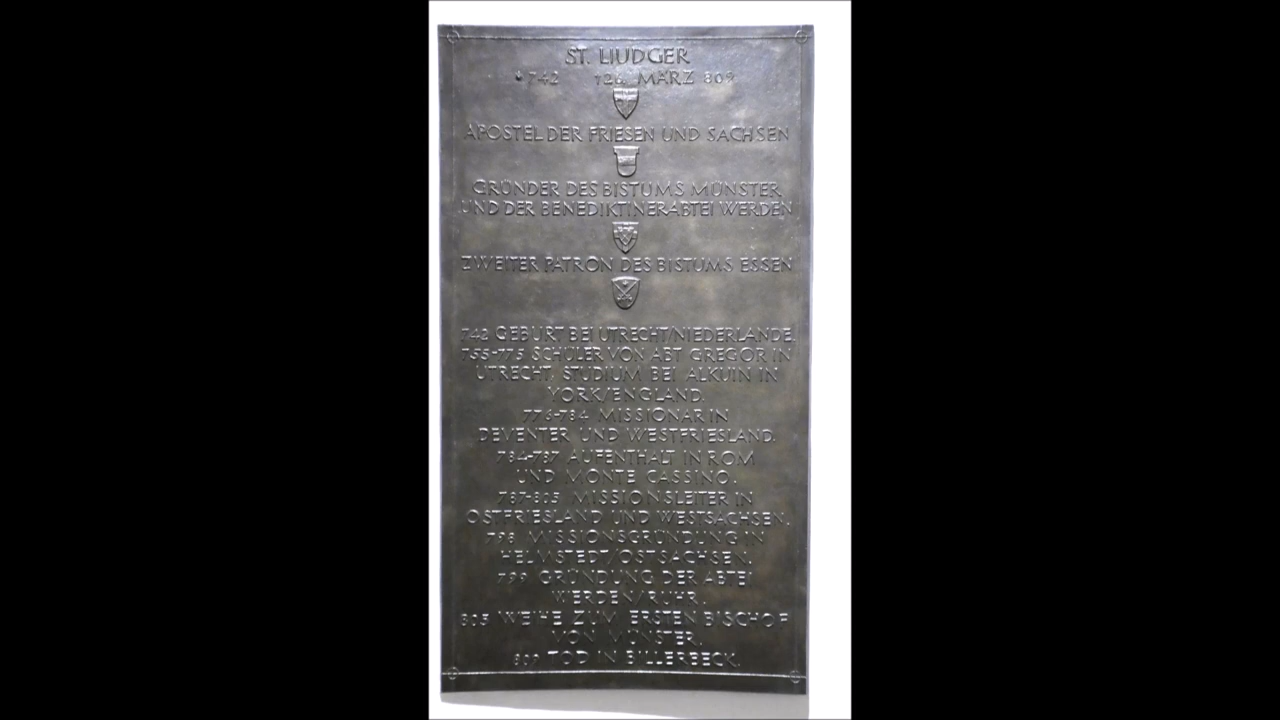 ST. LIUDGER
*742 †26. MÄRZ 809
APOSTEL DER FRIESEN UND SACHSEN
GRÜNDER DES BISTUMS MÜNSTER
UND DER BENEDIKTINERABTEI WERDEN
ZWEITER PATRON DES BISTUMS ESSEN
742 GEBURT BEI UTRECHT/NIEDERLANDE.
755-775 SCHÜLER VON ABT GREGOR IN
UTRECHT, STUDIUM BEI ALKUIN IN
YORK/ENGLAND.
776-784 MISSIONAR IN
DEVENTER UND WESTFRIESLAND.
784-787 AUFENTHALT IN ROM
UND MONTE CASSINO.
787-805 MISSIONSLEITER IN
OSTFRIESLAND UND WESTSACHSEN.
798 MISSIONSGRÜNDUNG IN
HELMSTEDT/OSTSACHSEN.
799 GRÜNDUNG DER ABTEI
WERDEN/RUHR.
805 WEIHE ZUM ERSTEN BISCHOF
VON MÜNSTER.
809 TOD IN BILLERBECK.